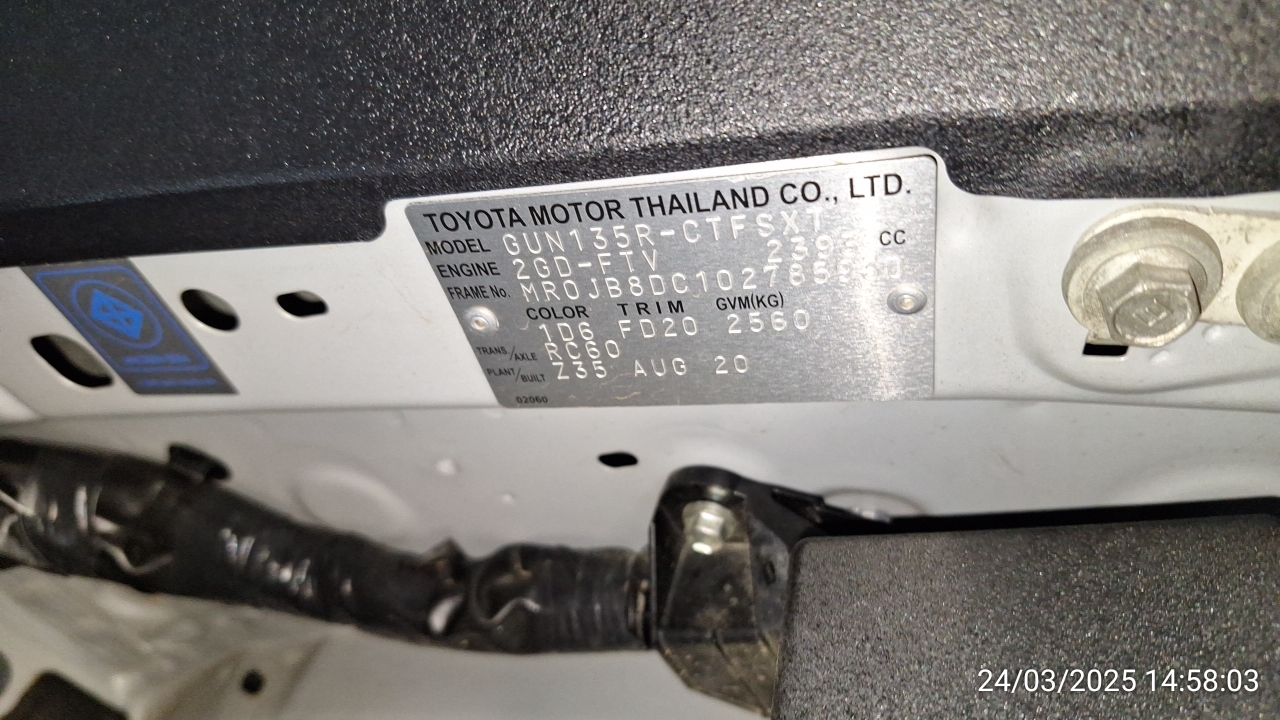 TOYOTA MOTOR THAILAND CO., LTD.
MODEL GUN135R-CTFSXT
ENGINE 2GD-FTV 2393 CC
FRAME No.
COLOR TRIM GVM(KG)
1D6 FD20 2560
TRANS/AXLE RC60
PLANT/BUILT Z35 AUG 20
02060
24/03/2025 14:58:03